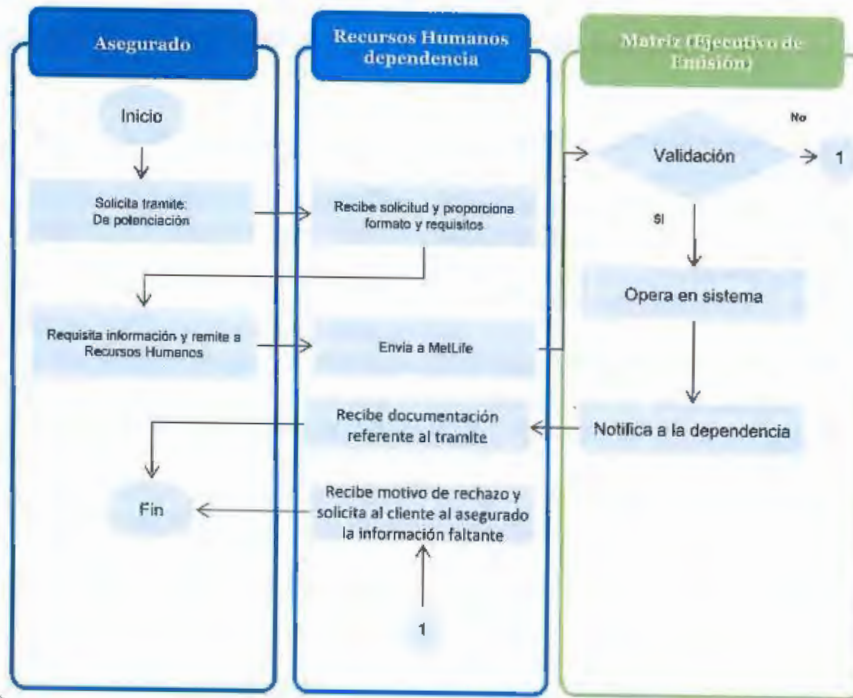 Asegurado
Recursos Humanos
dependencia
Matriz (Ejecutivo de
Emisión)
Inicio
Validación
No
1
Solicita tramite:
De potenciación
Recibe solicitud y proporciona
formato y requisitos
SI
Opera en sistema
Requisita información y remite a
Recursos Humanos
Envia a MetLife
Recibe documentación
referente al tramite
Notifica a la dependencia
Fin
Recibe motivo de rechazo y
solicita al cliente al asegurado
la información faltante
1